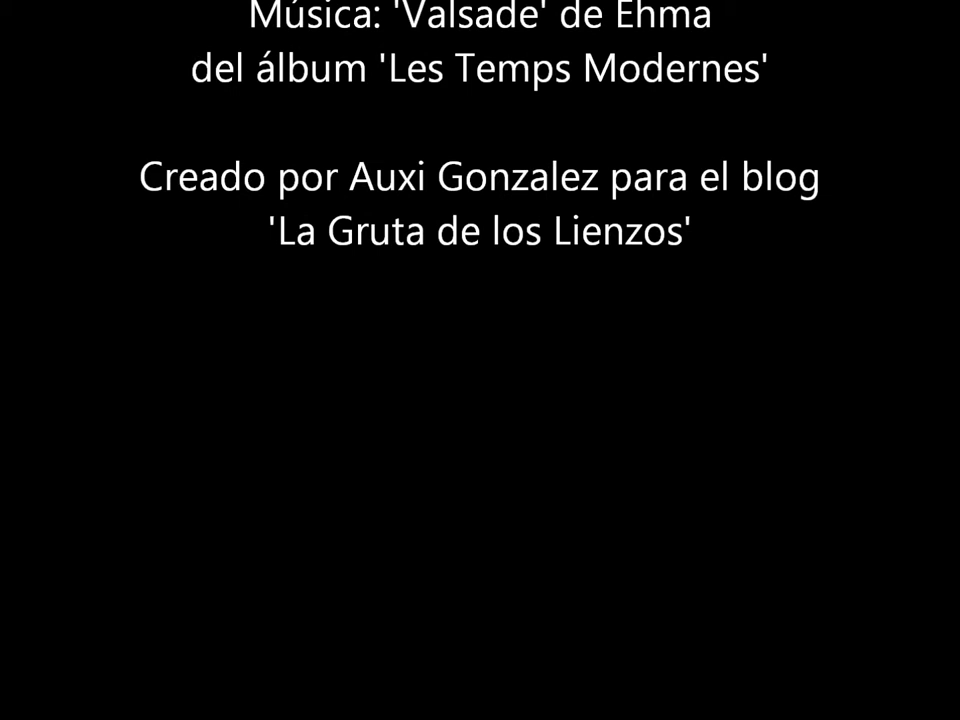 Música: 'Valsade' de Ehma
del álbum 'Les Temps Modernes'
Creado por Auxi Gonzalez para el blog
'La Gruta de los Lienzos'